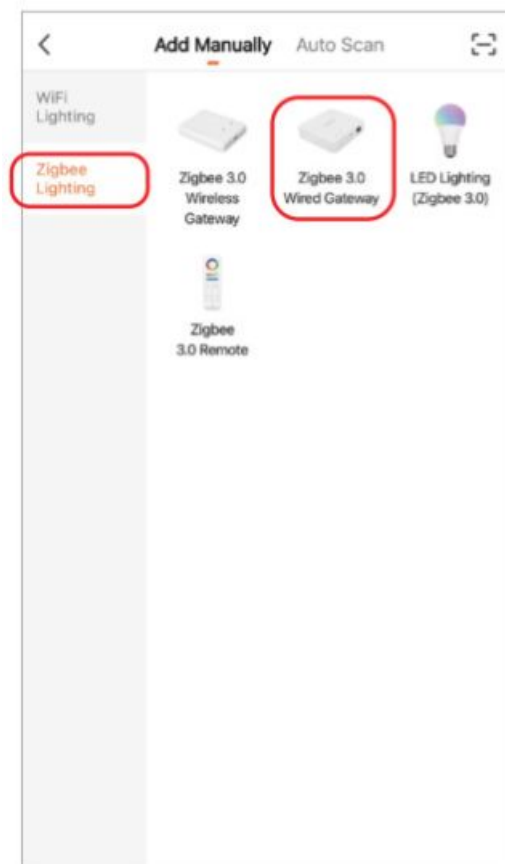 Add Manually Auto Scan
WiFi
Lighting
Zigbee
Lighting
Zigbee 3.0
Wireless
Gateway
Zigbee 3.0
Wired Gateway
LED Lighting
(Zigbee 3.0)
Zigbee
3.0 Remote